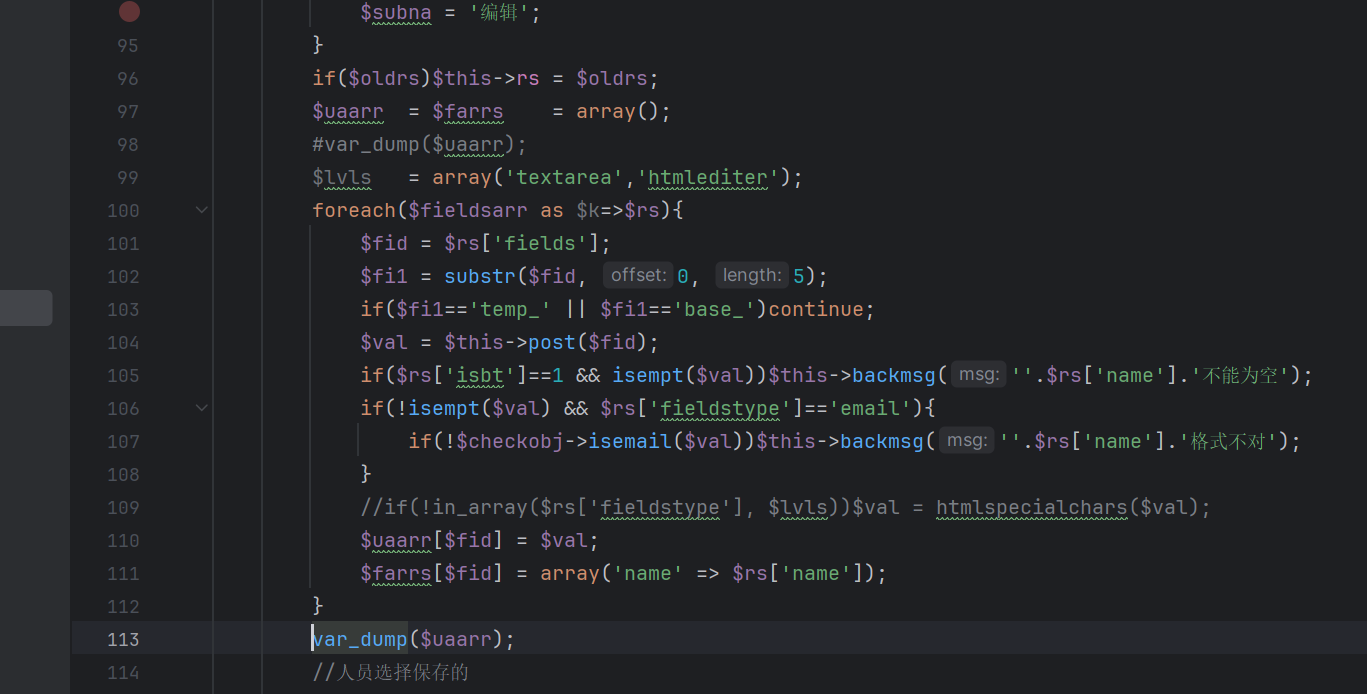 $subna = '编辑';
95 }
96 if($oldrs)$this->rs = $oldrs;
97 $uaarr  = $farrs    = array();
98 #var_dump($uaarr);
99 $lvls   = array('textarea','htmlediter');
100 foreach($fieldsarr as $k=>$rs){
101 $fid = $rs['fields'];
102 $fi1 = substr($fid, offset: 0, length: 5);
103 if($fi1=='temp_' || $fi1=='base_')continue;
104 $val = $this->post($fid);
105 if($rs['isbt']==1 && isempt($val))$this->backmsg( msg: ''.$rs['name'].'不能为空');
106 if(!isempt($val) && $rs['fieldstype']=='email'){
107 if(!$checkobj->isemail($val))$this->backmsg( msg: ''.$rs['name'].'格式不对');
108 }
109 //if(!in_array($rs['fieldstype'], $lvls))$val = htmlspecialchars($val);
110 $uaarr[$fid] = $val;
111 $farrs[$fid] = array('name' => $rs['name']);
112 }
113 var_dump($uaarr);
114 //人员选择保存的